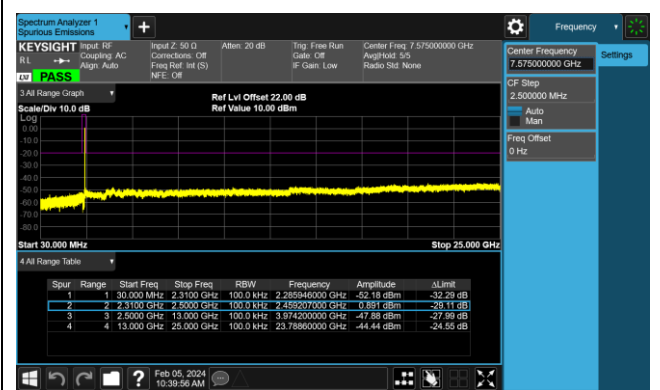 Spectrum Analyzer 1
Spurious Emissions
Frequency
KEYSIGHT
RL
LXI
PASS
Input: RF
Coupling: AC
Align: Auto
Input Z: 50 Ω
Corrections: Off
Freq Ref: Int (S)
NFE: Off
Atten: 20 dB
Trig: Free Run
Gate: Off
IF Gain: Low
Center Freq: 7.575000000 GHz
Avg|Hold: 5/5
Radio Std: None
Center Frequency
7.575000000 GHz
Settings
CF Step
2.500000 MHz
Auto
Man
Freq Offset
0 Hz
3 All Range Graph
Scale/Div 10.0 dB
Ref Lvl Offset 22.00 dB
Ref Value 10.00 dBm
Log
0.00
-10.0
-20.0
-30.0
-40.0
-50.0
-60.0
-70.0
-80.0
Start 30.000 MHz
Stop 25.000 GHz
4 All Range Table
Spur Range Start Freq Stop Freq RBW Frequency Amplitude ΔLimit
1 1 30.000 MHz 2.3100 GHz 100.0 kHz 2.285946000 GHz -52.18 dBm -32.29 dB
2 2 2.3100 GHz 2.5000 GHz 100.0 kHz 2.459207000 GHz 0.891 dBm -29.11 dB
3 3 2.5000 GHz 13.000 GHz 100.0 kHz 3.974200000 GHz -47.88 dBm -27.99 dB
4 4 13.000 GHz 25.000 GHz 100.0 kHz 23.78860000 GHz -44.44 dBm -24.55 dB
?
Feb 05, 2024
10:39:56 AM